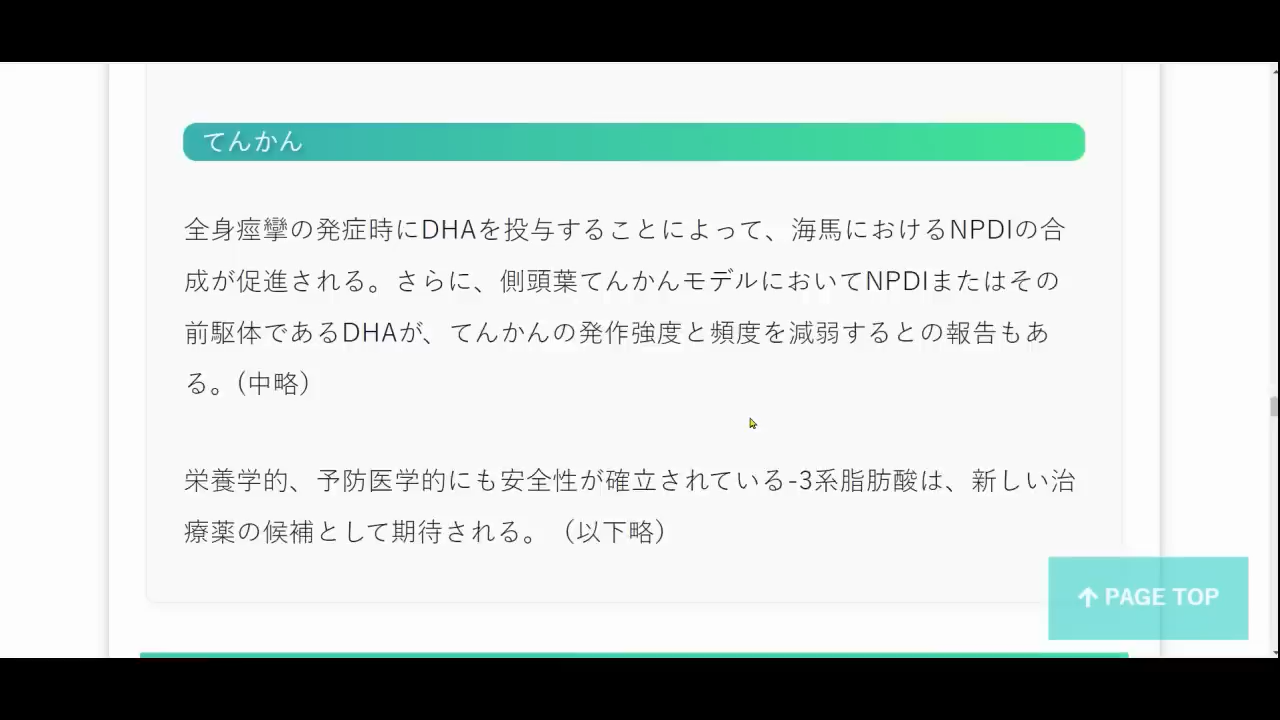 てんかん
全身痙攣の発症時にDHAを投与することによって、海馬におけるNPDIの合
成が促進される。さらに、側頭葉てんかんモデルにおいてNPDIまたはその
前駆体であるDHAが、てんかんの発作強度と頻度を減弱するとの報告もあ
る。(中略)
栄養学的、予防医学的にも安全性が確立されている-3系脂肪酸は、新しい治
療薬の候補として期待される。（以下略）
↑ PAGE TOP